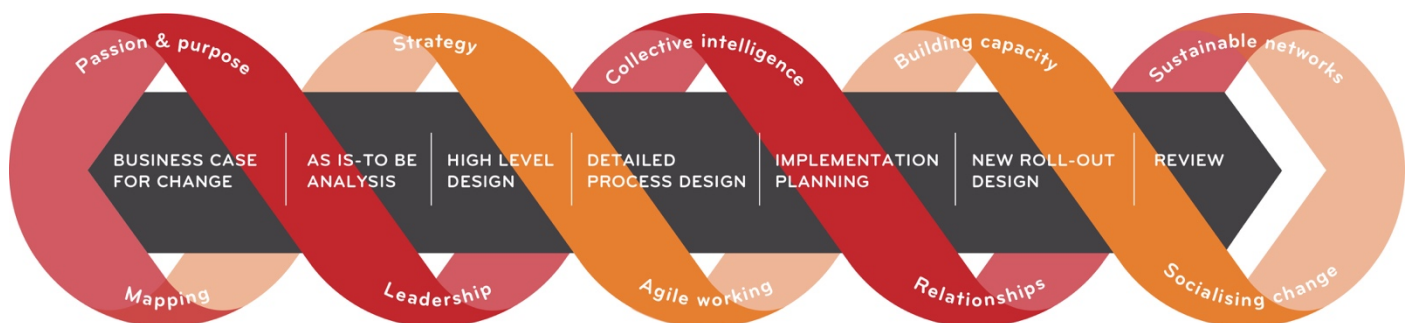 Passion & purpose
Strategy
Collective intelligence
Building capacity
Sustainable networks
BUSINESS CASE
FOR CHANGE
AS IS-TO BE
ANALYSIS
HIGH LEVEL
DESIGN
DETAILED
PROCESS DESIGN
IMPLEMENTATION
PLANNING
NEW ROLL-OUT
DESIGN
REVIEW
Mapping
Leadership
Agile working
Relationships
Socialising change